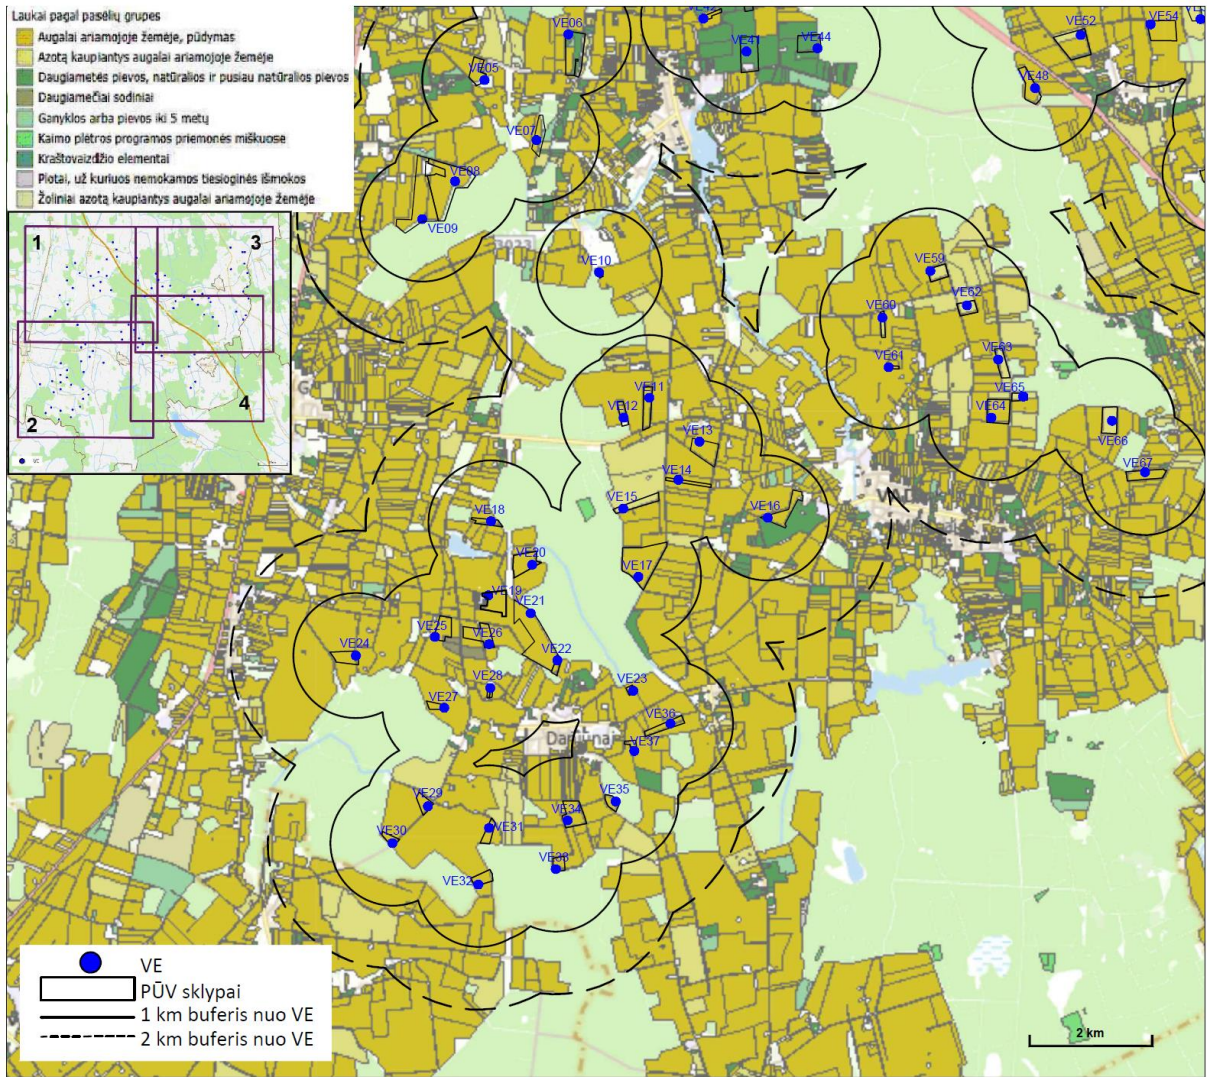 Laukai pagal pasėlių grupes
Augalai ariamojoje žemėje, pūdymas
Azotą kaupiantys augalai ariamojoje žemėje
Daugiametės pievos, natūralios ir pusiau natūralios pievos
Daugiamečiai sodiniai
Ganyklos arba pievos iki 5 metų
Kaimo plėtros programos priemonės miškuose
Kraštovaizdžio elementai
Plotai, už kuriuos nemokamos tiesioginės išmokos
Žoliniai azotą kaupiantys augalai ariamojoje žemėje
1
3
2
4
VE
VE06
VE05
VE07
VE08
VE09
VE41
VE44
VE52
VE54
VE48
3023
VE10
VE59
VE60
VE62
VE61
VE63
VE65
VE64
VE66
VE67
VE11
VE12
VE13
VE14
VE15
VE16
VE17
VE18
VE20
VE19
VE21
VE25
VE26
VE22
VE24
VE28
VE27
VE23
VE36
VE37
Daniūnai
VE35
VE34
VE29
VE31
VE30
VE33
VE32
VE
PŪV sklypai
1 km buferis nuo VE
2 km buferis nuo VE
2 km